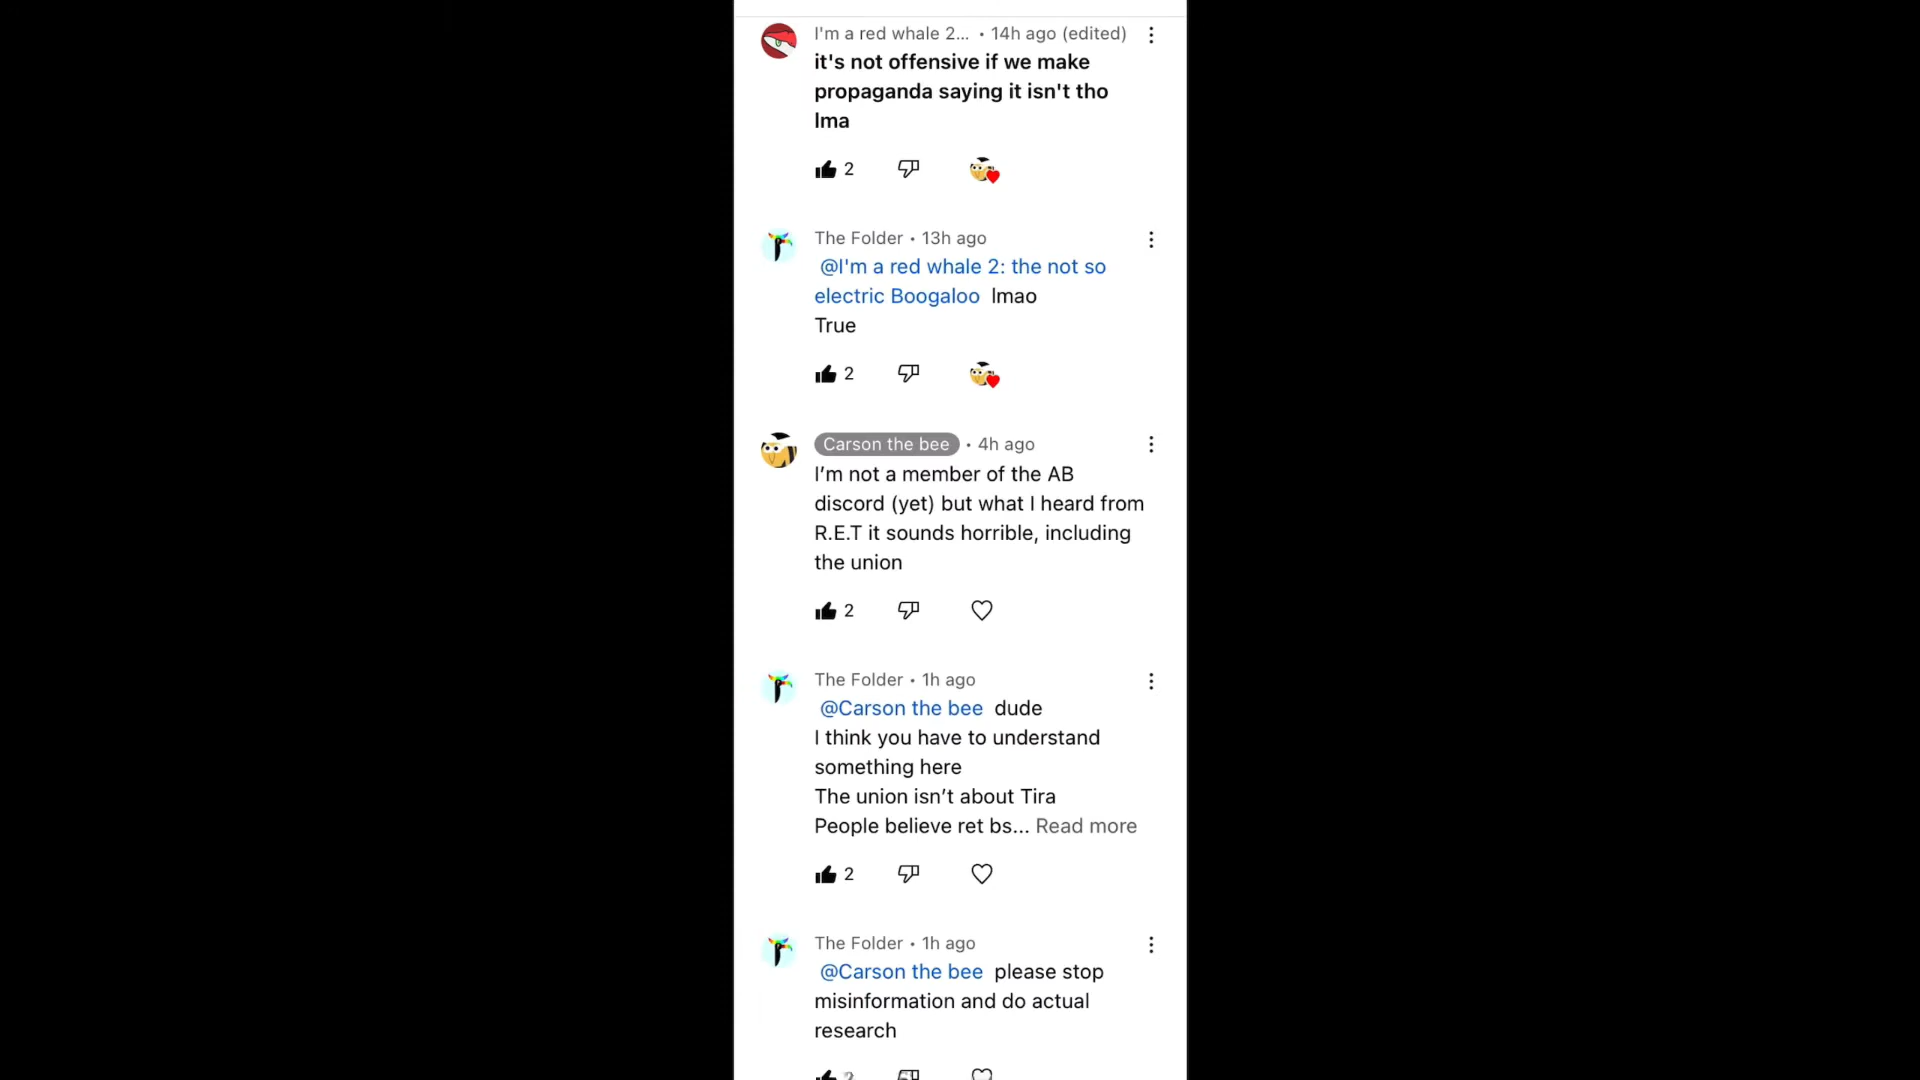 I'm a red whale 2... • 14h ago (edited)
it's not offensive if we make
propaganda saying it isn't tho
lma
2
The Folder • 13h ago
@I'm a red whale 2: the not so
electric Boogaloo lmao
True
2
Carson the bee • 4h ago
I’m not a member of the AB
discord (yet) but what I heard from
R.E.T it sounds horrible, including
the union
2
The Folder • 1h ago
@Carson the bee dude
I think you have to understand
something here
The union isn’t about Tira
People believe ret bs... Read more
2
The Folder • 1h ago
@Carson the bee please stop
misinformation and do actual
research